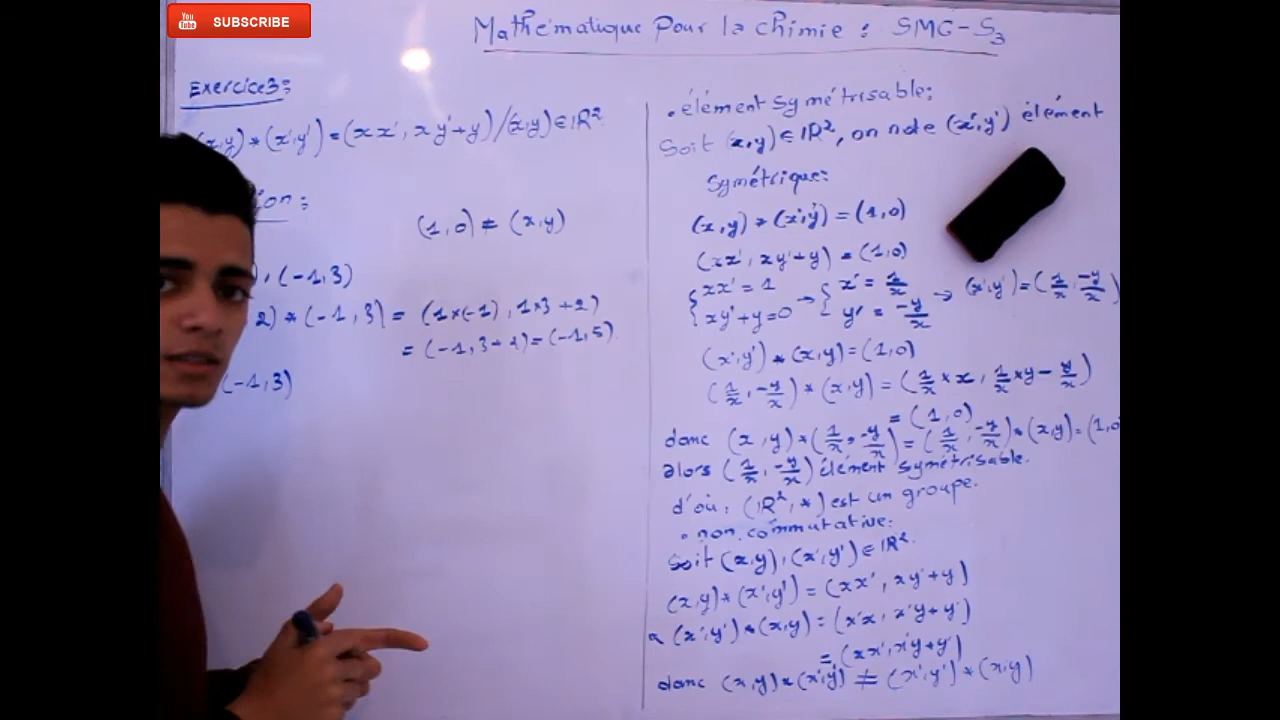 YouTube SUBSCRIBE
Mathématique Pour la chimie : SMC-S3
Exercice3:
(x,y) * (x',y') = (xx', xy'+y) / (x,y) ∈ IR²
ion:
(1,0) ≠ (x,y)
, (-1,3)
2) * (-1,3) = (1×(-1), 1×3 +2)
= (-1, 3+2) = (-1,5).
(-1,3)
. élément Symétrisable:
Soit (x,y) ∈ IR², on note (x',y') élément
Symétrique:
(x,y) * (x',y') = (1,0)
(xx', xy'+y) = (1,0)
{ xx' = 1 → { x' = 1/x → (x',y') = (1/x, -y/x)
{ xy'+y=0 { y' = -y/x
(x',y') * (x,y) = (1,0)
(1/x, -y/x) * (x,y) = (1/x * x, 1/x * y - y/x)
= (1,0)
donc (x,y) * (1/x, -y/x) = (1/x, -y/x) * (x,y) = (1,0
alors (1/x, -y/x) élément symétrisable.
d'où: (IR², *) est un groupe.
. non commutative:
Soit (x,y), (x',y') ∈ IR².
(x,y) * (x',y') = (xx', xy'+y)
(x',y') * (x,y) = (x'x, x'y+y')
= (xx', x'y+y')
donc (x,y) * (x',y') ≠ (x',y') * (x,y)